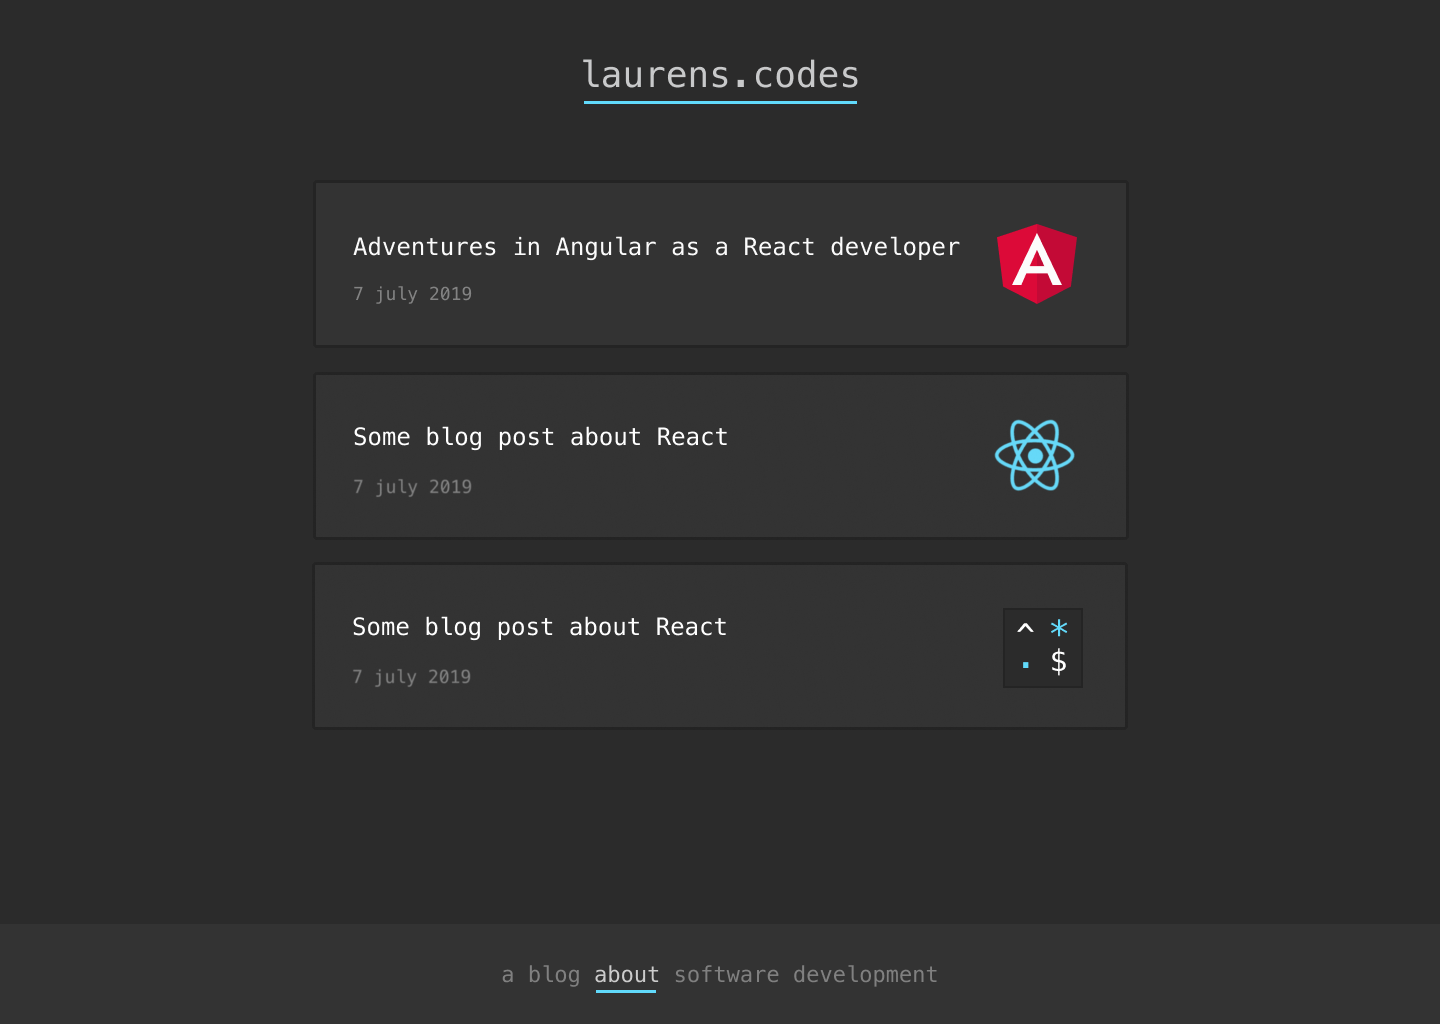 laurens.codes
Adventures in Angular as a React developer
7 july 2019
A
Some blog post about React
7 july 2019
Some blog post about React
7 july 2019
^ *
. $
a blog about software development